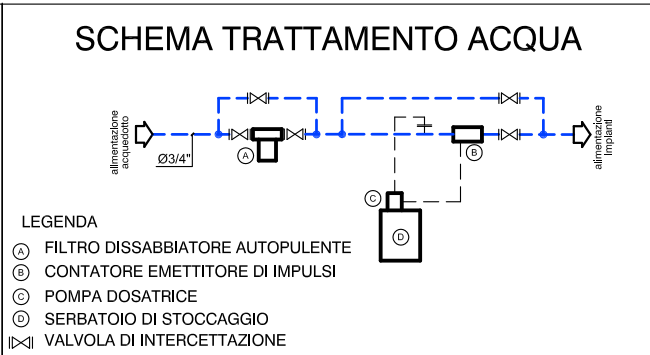 SCHEMA TRATTAMENTO ACQUA
alimentazione
acquedotto
Ø3/4"
A
B
alimentazione
Impianti
C
D
LEGENDA
A FILTRO DISSABBIATORE AUTOPULENTE
B CONTATORE EMETTITORE DI IMPULSI
C POMPA DOSATRICE
D SERBATOIO DI STOCCAGGIO
VALVOLA DI INTERCETTAZIONE